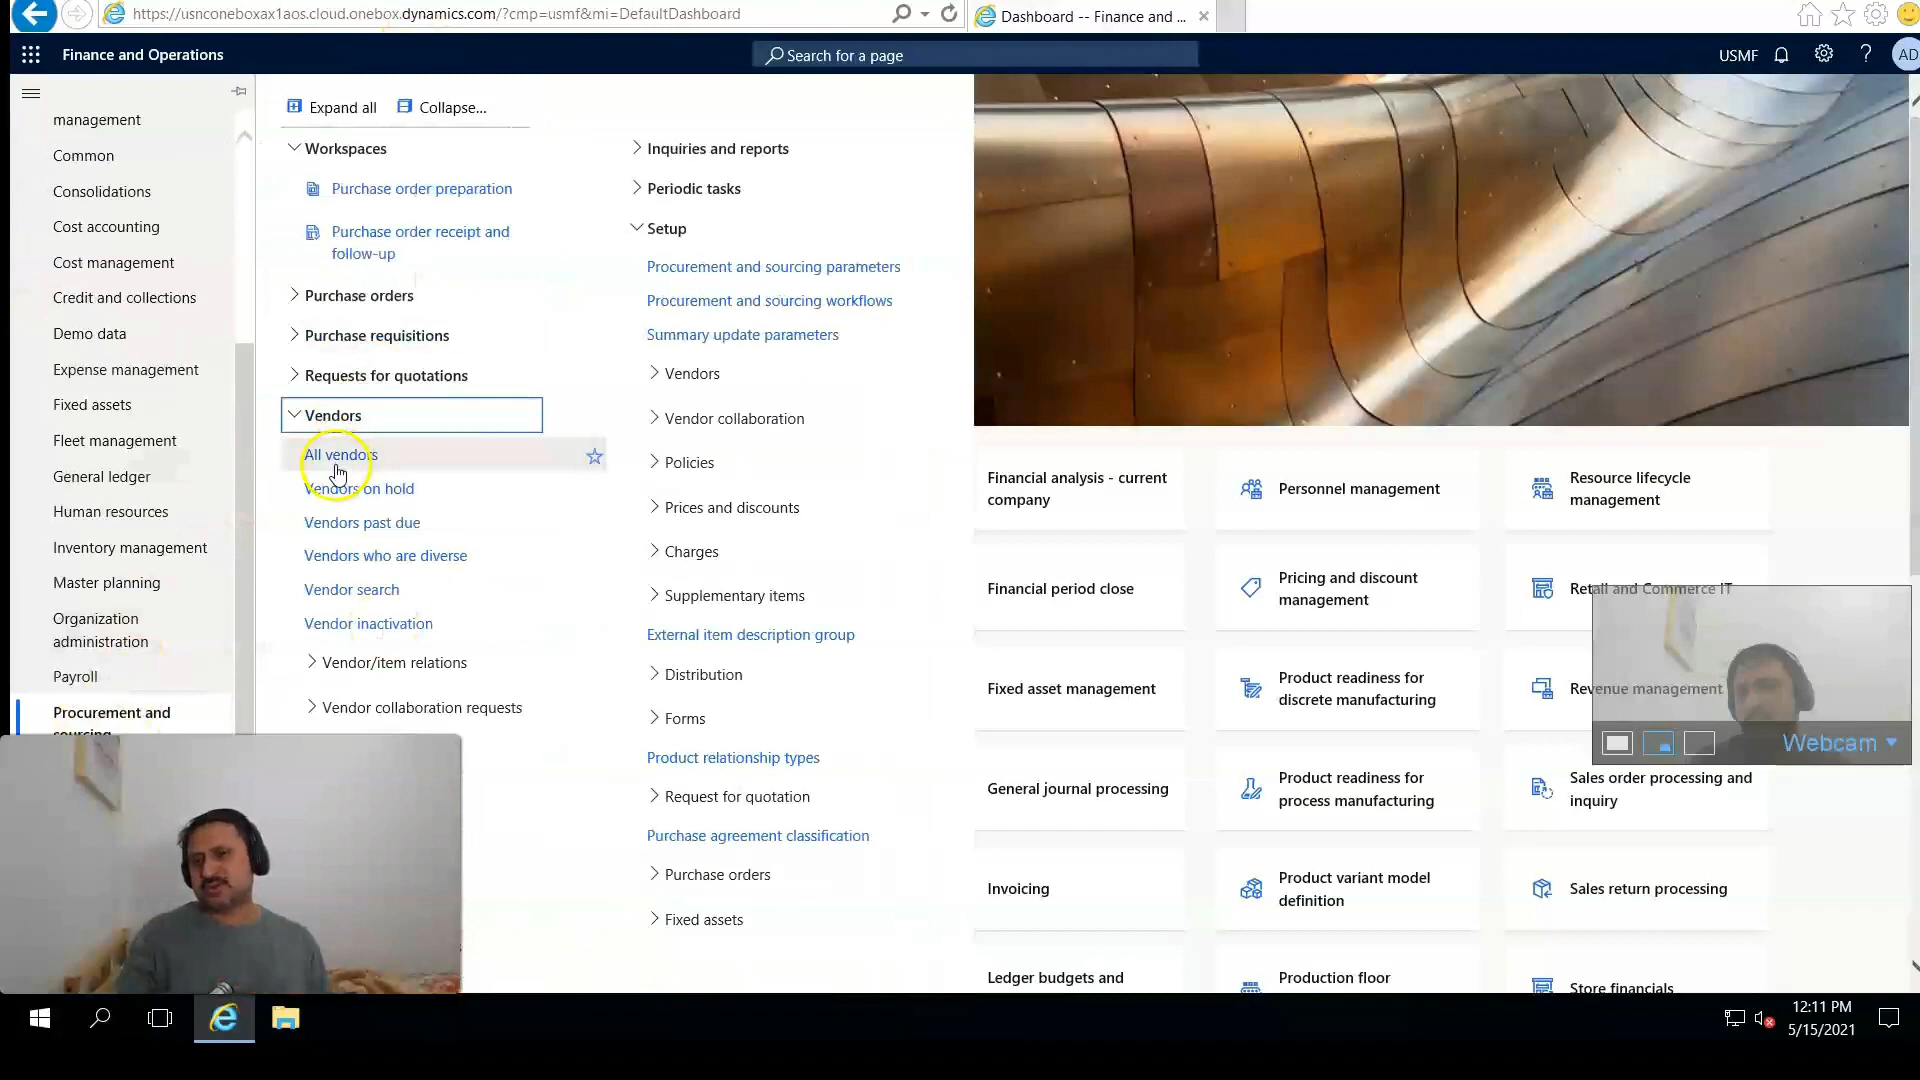 https://usnconeboxax1aos.cloud.onebox.dynamics.com/?cmp=usmf&mi=DefaultDashboard
Dashboard -- Finance and ...
Finance and Operations
Search for a page
USMF
AD
Expand all
Collapse...
management
Common
Consolidations
Cost accounting
Cost management
Credit and collections
Demo data
Expense management
Fixed assets
Fleet management
General ledger
Human resources
Inventory management
Master planning
Organization
administration
Payroll
Procurement and
sourcing
Workspaces
Purchase order preparation
Purchase order receipt and
follow-up
Purchase orders
Purchase requisitions
Requests for quotations
Vendors
All vendors
Vendors on hold
Vendors past due
Vendors who are diverse
Vendor search
Vendor inactivation
Vendor/item relations
Vendor collaboration requests
Inquiries and reports
Periodic tasks
Setup
Procurement and sourcing parameters
Procurement and sourcing workflows
Summary update parameters
Vendors
Vendor collaboration
Policies
Prices and discounts
Charges
Supplementary items
External item description group
Distribution
Forms
Product relationship types
Request for quotation
Purchase agreement classification
Purchase orders
Fixed assets
Financial analysis - current
company
Financial period close
Fixed asset management
General journal processing
Invoicing
Ledger budgets and
Personnel management
Pricing and discount
management
Product readiness for
discrete manufacturing
Product readiness for
process manufacturing
Product variant model
definition
Production floor
Resource lifecycle
management
Retail and Commerce IT
Revenue management
Sales order processing and
inquiry
Sales return processing
Store financials
Webcam
12:11 PM
5/15/2021